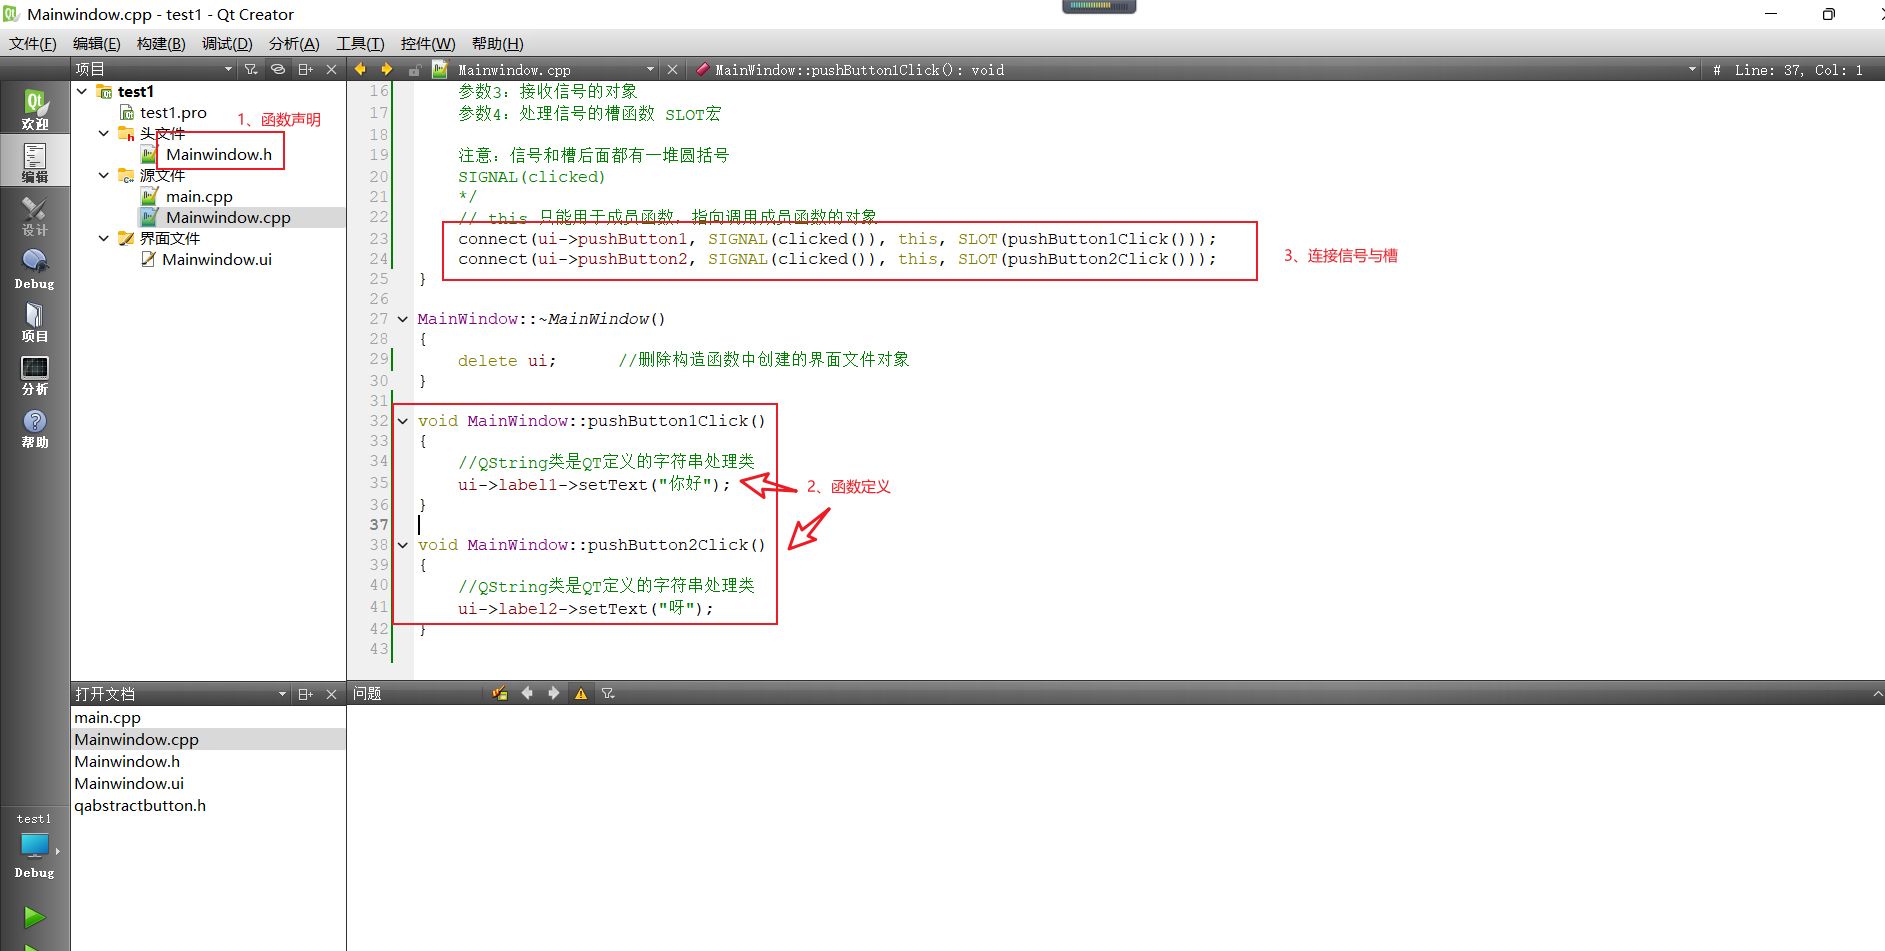 Mainwindow.cpp - test1 - Qt Creator
文件(F) 编辑(E) 构建(B) 调试(D) 分析(A) 工具(T) 控件(W) 帮助(H)
项目
Mainwindow.cpp
MainWindow::pushButton1Click(): void
# Line: 37, Col: 1
欢迎
编辑
设计
Debug
项目
分析
帮助
test1
Debug
test1
test1.pro
1、函数声明
头文件
Mainwindow.h
源文件
main.cpp
Mainwindow.cpp
界面文件
Mainwindow.ui
16 参数3：接收信号的对象
17 参数4：处理信号的槽函数 SLOT宏
18
19 注意：信号和槽后面都有一堆圆括号
20 SIGNAL(clicked)
21 */
22 // this 只能用于成员函数，指向调用成员函数的对象
23 connect(ui->pushButton1, SIGNAL(clicked()), this, SLOT(pushButton1Click()));
24 connect(ui->pushButton2, SIGNAL(clicked()), this, SLOT(pushButton2Click()));
3、连接信号与槽
25 }
26
27 MainWindow::~MainWindow()
28 {
29 delete ui; //删除构造函数中创建的界面文件对象
30 }
31
32 void MainWindow::pushButton1Click()
33 {
34 //QString类是QT定义的字符串处理类
35 ui->label1->setText("你好");
2、函数定义
36 }
37
38 void MainWindow::pushButton2Click()
39 {
40 //QString类是QT定义的字符串处理类
41 ui->label2->setText("呀");
42 }
43
打开文档
main.cpp
Mainwindow.cpp
Mainwindow.h
Mainwindow.ui
qabstractbutton.h
问题